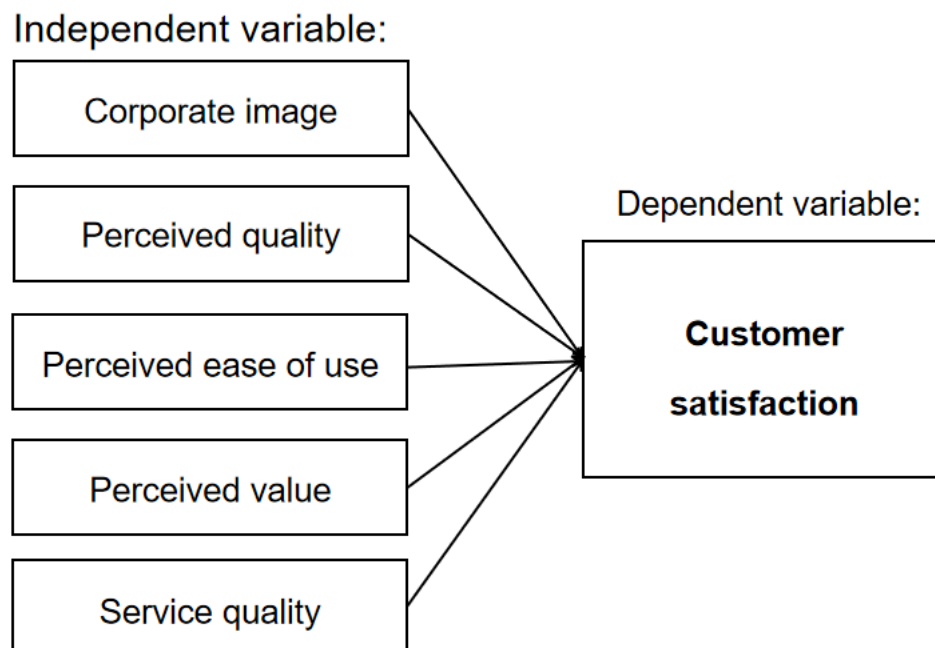 Independent variable:
Corporate image
Perceived quality
Perceived ease of use
Perceived value
Service quality
Dependent variable:
Customer
satisfaction